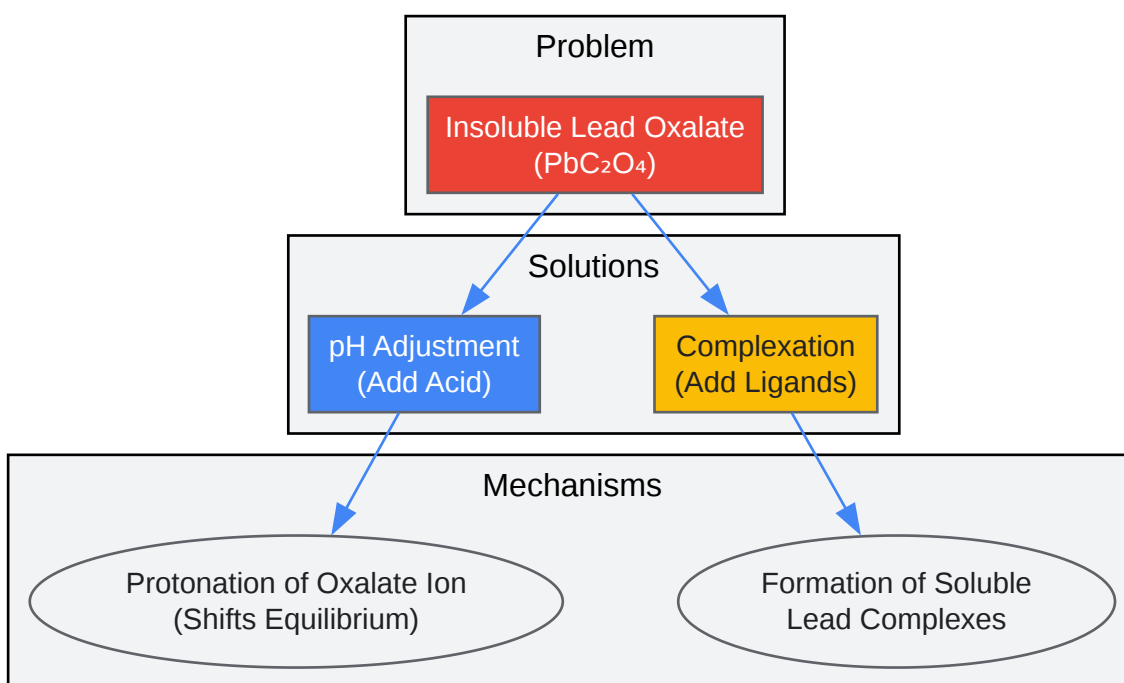 Problem
Insoluble Lead Oxalate
(PbC₂O₄)
Solutions
pH Adjustment
(Add Acid)
Complexation
(Add Ligands)
Mechanisms
Protonation of Oxalate Ion
(Shifts Equilibrium)
Formation of Soluble
Lead Complexes